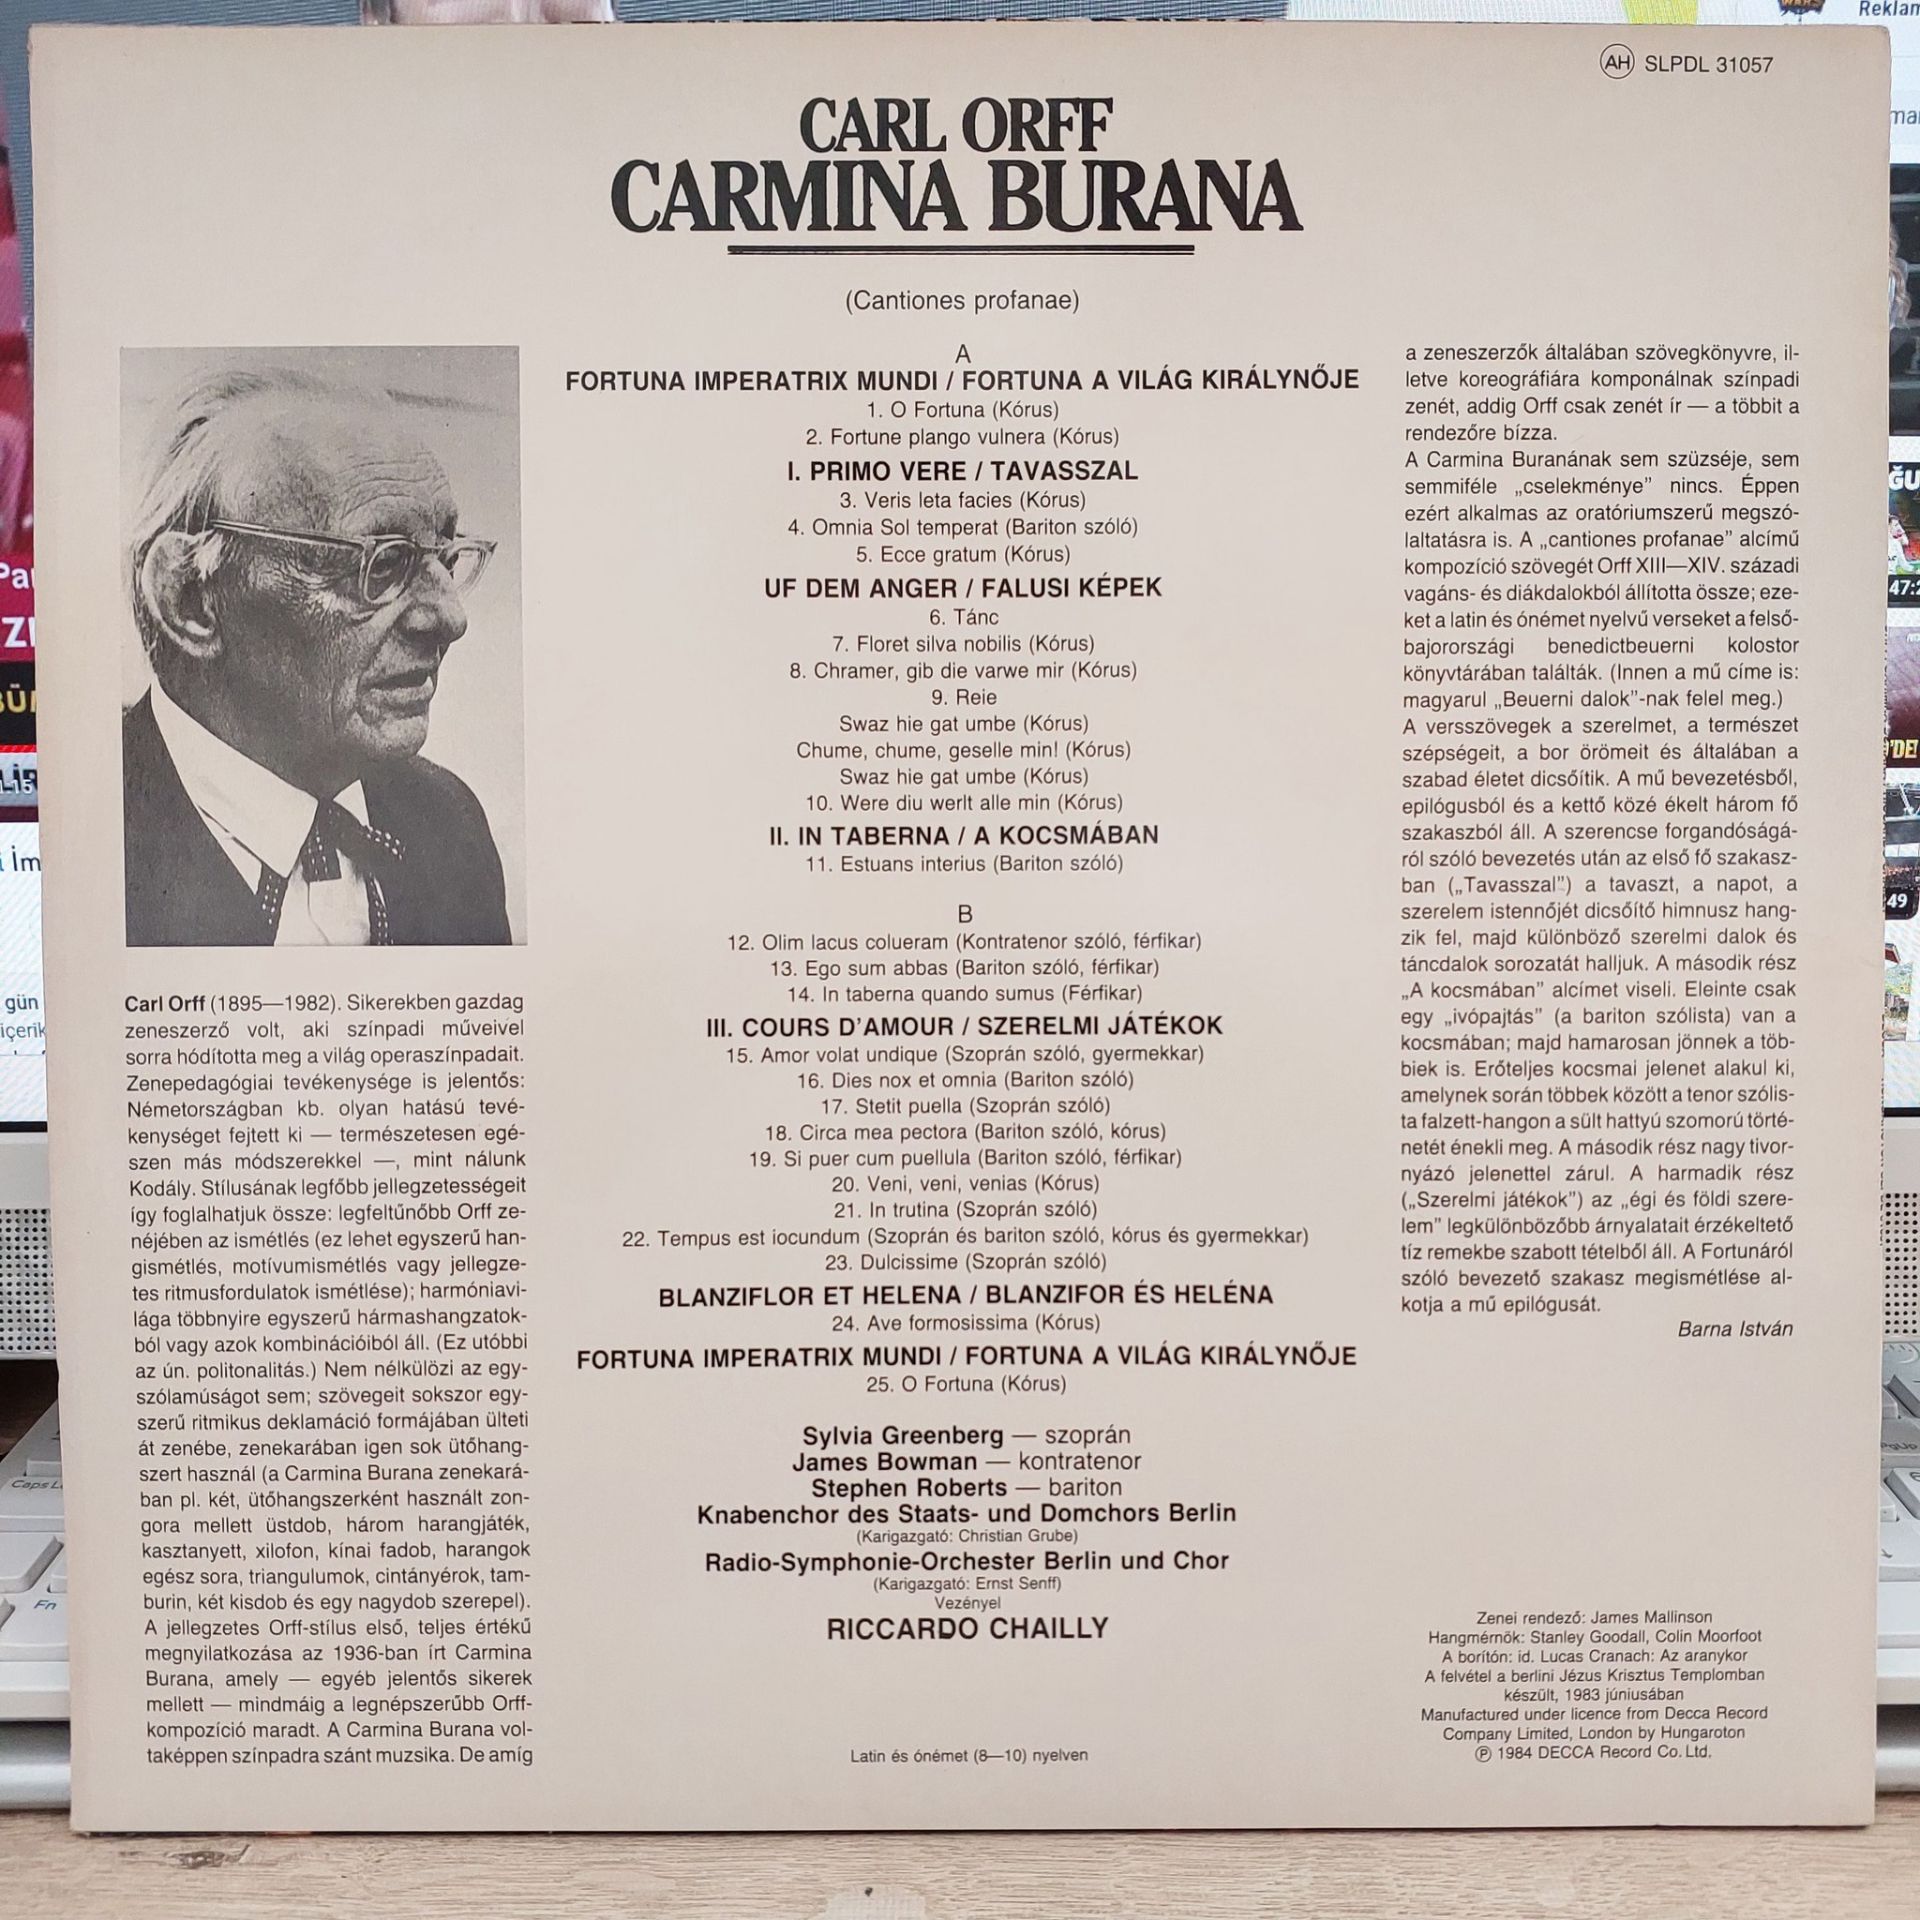 AH SLPDL 31057
CARL ORFF
CARMINA BURANA
(Cantiones profanae)
Carl Orff (1895—1982). Sikerekben gazdag
zeneszerző volt, aki színpadi műveivel
sorra hódította meg a világ operaszínpadait.
Zenepedagógiai tevékenysége is jelentős:
Németországban kb. olyan hatású tevé-
kenységet fejtett ki — természetesen egé-
szen más módszerekkel —, mint nálunk
Kodály. Stílusának legfőbb jellegzetességeit
így foglalhatjuk össze: legfeltűnőbb Orff ze-
néjében az ismétlés (ez lehet egyszerű han-
gismétlés, motívumismétlés vagy jellegze-
tes ritmusfordulatok ismétlése); harmóniavi-
lága többnyire egyszerű hármashangzatok-
ból vagy azok kombinációiból áll. (Ez utóbbi
az ún. politonalitás.) Nem nélkülözi az egy-
szólamúságot sem; szövegeit sokszor egy-
szerű ritmikus deklamáció formájában ülteti
át zenébe, zenekarában igen sok ütőhang-
szert használ (a Carmina Burana zenekará-
ban pl. két, ütőhangszerként használt zon-
gora mellett üstdob, három harangjáték,
kasztanyett, xilofon, kínai fadob, harangok
egész sora, triangulumok, cintányérok, tam-
burin, két kisdob és egy nagydob szerepel).
A jellegzetes Orff-stílus első, teljes értékű
megnyilatkozása az 1936-ban írt Carmina
Burana, amely — egyéb jelentős sikerek
mellett — mindmáig a legnépszerűbb Orff-
kompozíció maradt. A Carmina Burana vol-
taképpen színpadra szánt muzsika. De amíg
A
FORTUNA IMPERATRIX MUNDI / FORTUNA A VILÁG KIRÁLYNŐJE
1. O Fortuna (Kórus)
2. Fortune plango vulnera (Kórus)
I. PRIMO VERE / TAVASSZAL
3. Veris leta facies (Kórus)
4. Omnia Sol temperat (Bariton szóló)
5. Ecce gratum (Kórus)
UF DEM ANGER / FALUSI KÉPEK
6. Tánc
7. Floret silva nobilis (Kórus)
8. Chramer, gib die varwe mir (Kórus)
9. Reie
Swaz hie gat umbe (Kórus)
Chume, chume, geselle min! (Kórus)
Swaz hie gat umbe (Kórus)
10. Were diu werlt alle min (Kórus)
II. IN TABERNA / A KOCSMÁBAN
11. Estuans interius (Bariton szóló)
B
12. Olim lacus colueram (Kontratenor szóló, férfikar)
13. Ego sum abbas (Bariton szóló, férfikar)
14. In taberna quando sumus (Férfikar)
III. COURS D'AMOUR / SZERELMI JÁTÉKOK
15. Amor volat undique (Szoprán szóló, gyermekkar)
16. Dies nox et omnia (Bariton szóló)
17. Stetit puella (Szoprán szóló)
18. Circa mea pectora (Bariton szóló, kórus)
19. Si puer cum puellula (Bariton szóló, férfikar)
20. Veni, veni, venias (Kórus)
21. In trutina (Szoprán szóló)
22. Tempus est iocundum (Szoprán és bariton szóló, kórus és gyermekkar)
23. Dulcissime (Szoprán szóló)
BLANZIFLOR ET HELENA / BLANZIFOR ÉS HELÉNA
24. Ave formosissima (Kórus)
FORTUNA IMPERATRIX MUNDI / FORTUNA A VILÁG KIRÁLYNŐJE
25. O Fortuna (Kórus)
Sylvia Greenberg — szoprán
James Bowman — kontratenor
Stephen Roberts — bariton
Knabenchor des Staats- und Domchors Berlin
(Karigazgató: Christian Grube)
Radio-Symphonie-Orchester Berlin und Chor
(Karigazgató: Ernst Senff)
Vezényel
RICCARDO CHAILLY
Latin és ónémet (8—10) nyelven
a zeneszerzők általában szövegkönyvre, il-
letve koreográfiára komponálnak színpadi
zenét, addig Orff csak zenét ír — a többit a
rendezőre bízza.
A Carmina Buranának sem szüzséje, sem
semmiféle „cselekménye” nincs. Éppen
ezért alkalmas az oratóriumszerű megszó-
laltatásra is. A „cantiones profanae” alcímű
kompozíció szövegét Orff XIII—XIV. századi
vagáns- és diákdalokból állította össze; eze-
ket a latin és ónémet nyelvű verseket a felső-
bajorországi benedictbeuerni kolostor
könyvtárában találták. (Innen a mű címe is:
magyarul „Beuerni dalok”-nak felel meg.)
A versszövegek a szerelmet, a természet
szépségeit, a bor örömeit és általában a
szabad életet dicsőítik. A mű bevezetésből,
epilógusból és a kettő közé ékelt három fő
szakaszból áll. A szerencse forgandóságá-
ról szóló bevezetés után az első fő szakasz-
ban („Tavasszal”) a tavaszt, a napot, a
szerelem istennőjét dicsőítő himnusz hang-
zik fel, majd különböző szerelmi dalok és
táncdalok sorozatát halljuk. A második rész
„A kocsmában” alcímet viseli. Eleinte csak
egy „ivópajtás” (a bariton szólista) van a
kocsmában; majd hamarosan jönnek a töb-
biek is. Erőteljes kocsmai jelenet alakul ki,
amelynek során többek között a tenor szólis-
ta falzett-hangon a sült hattyú szomorú törté-
netét énekli meg. A második rész nagy tivor-
nyázó jelenettel zárul. A harmadik rész
(„Szerelmi játékok”) az „égi és földi szere-
lem” legkülönbözőbb árnyalatait érzékeltető
tíz remekbe szabott tételből áll. A Fortunáról
szóló bevezető szakasz megismétlése al-
kotja a mű epilógusát.
Barna István
Zenei rendező: James Mallinson
Hangmérnök: Stanley Goodall, Colin Moorfoot
A borítón: id. Lucas Cranach: Az aranykor
A felvétel a berlini Jézus Krisztus Templomban
készült, 1983 júniusában
Manufactured under licence from Decca Record
Company Limited, London by Hungaroton
℗ 1984 DECCA Record Co. Ltd.
gün
Fn
49